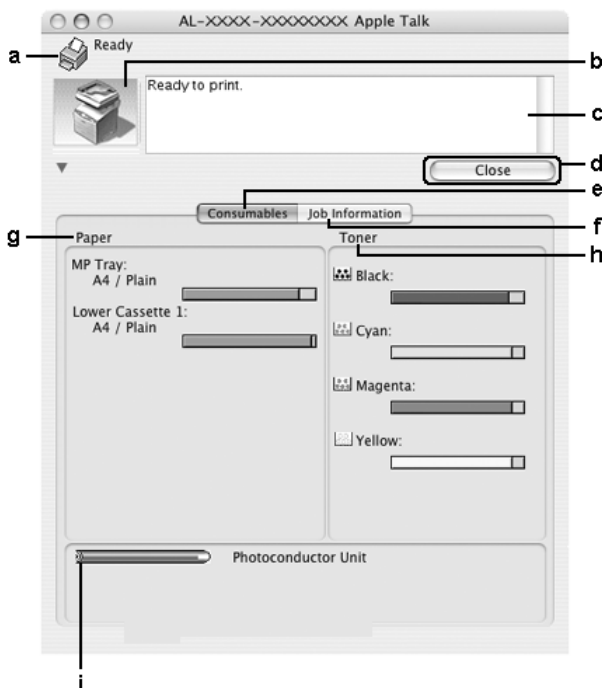 AL-XXXX-XXXXXXXX Apple Talk
a
Ready
b
Ready to print.
c
d
Close
e
Consumables
Job Information
f
g
Paper
Toner
h
MP Tray:
A4 / Plain
Black:
Lower Cassette 1:
A4 / Plain
Cyan:
Magenta:
Yellow:
Photoconductor Unit
i